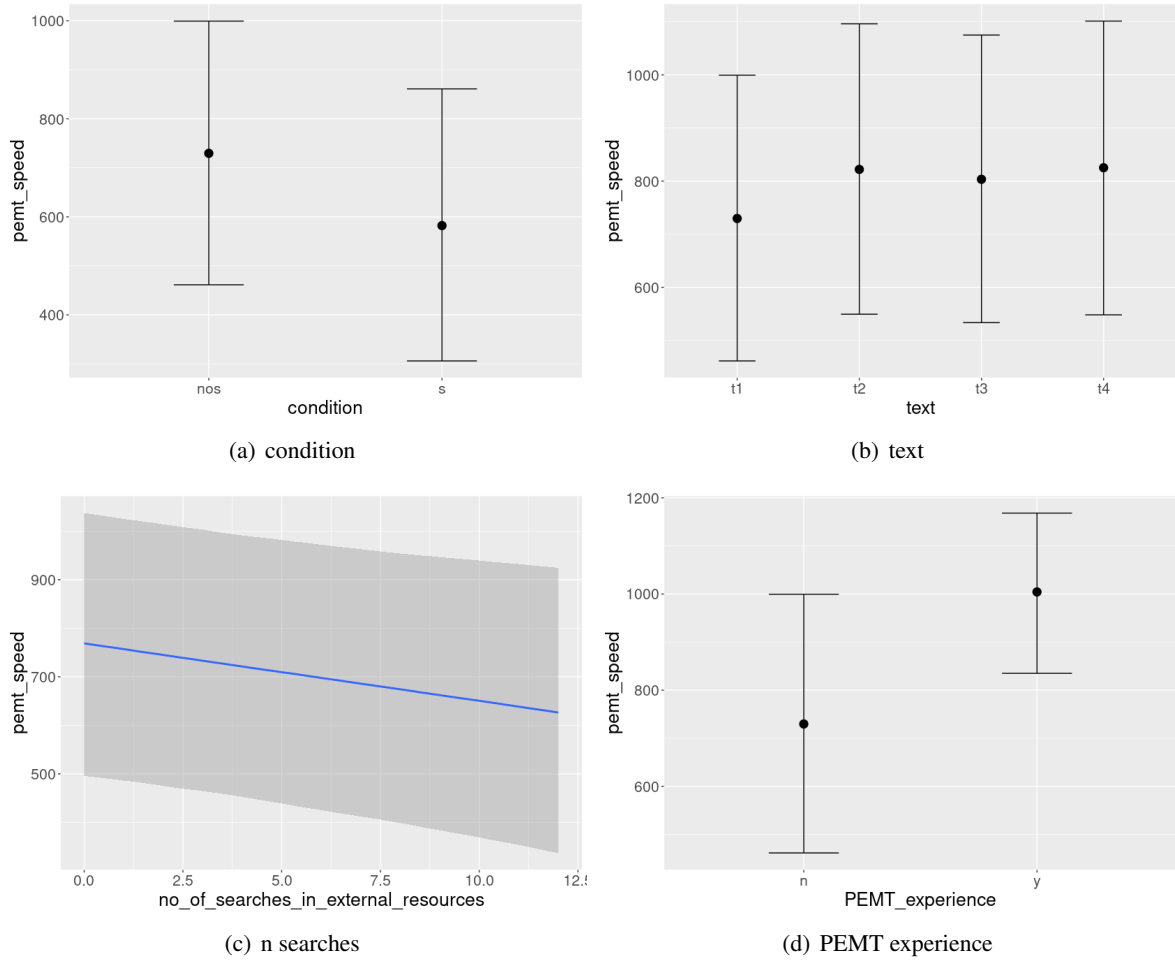 1000
800
600
400
pemt_speed
nos
s
condition
(a) condition
1000
800
600
pemt_speed
t1
t2
t3
t4
text
(b) text
900
700
500
pemt_speed
0.0
2.5
5.0
7.5
10.0
no_of_searches_in_external_resources
(c) n searches
1200
1000
800
600
pemt_speed
n
y
PEMT_experience
(d) PEMT experience